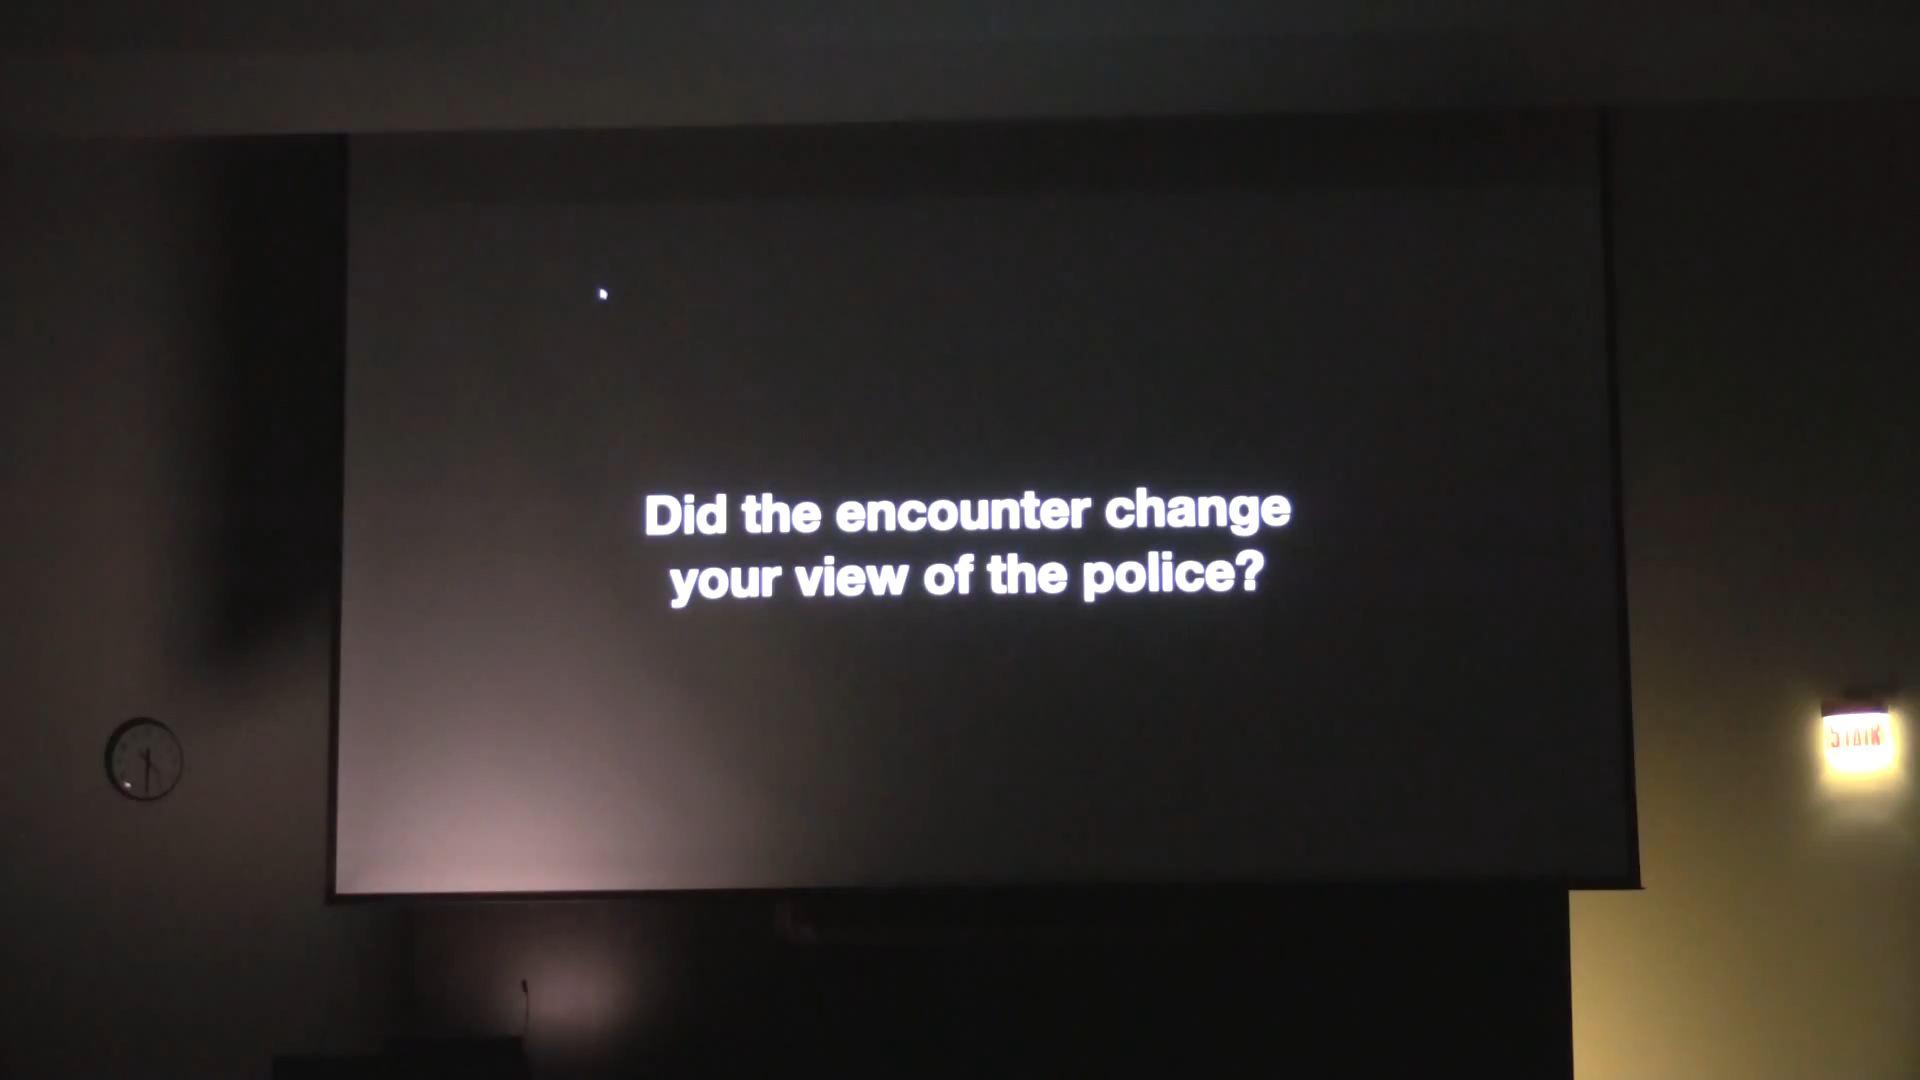 Did the encounter change
your view of the police?